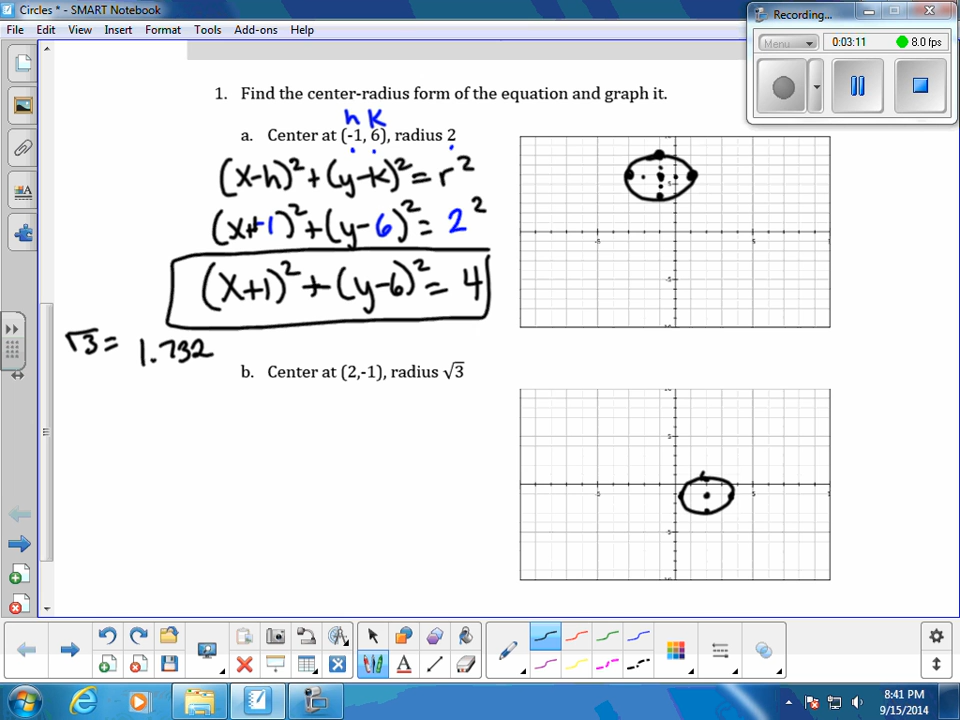 Circles * - SMART Notebook
File Edit View Insert Format Tools Add-ons Help
Recording...
Menu
0:03:11
8.0 fps
1. Find the center-radius form of the equation and graph it.
h k
a. Center at (-1, 6), radius 2
(x-h)² + (y-k)² = r²
(x+1)² + (y-6)² = 2²
(x+1)² + (y-6)² = 4
√3 = 1.732
b. Center at (2,-1), radius √3
8:41 PM
9/15/2014